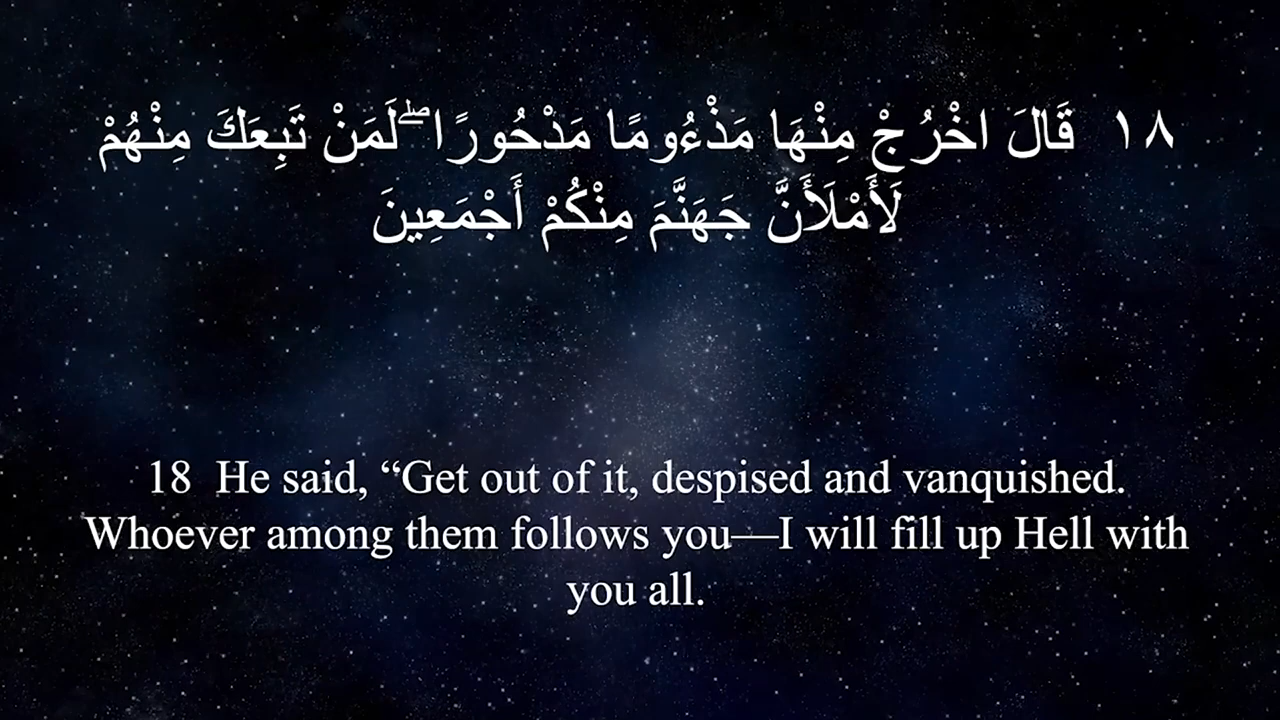 ١٨ قَالَ اخْرُجْ مِنْهَا مَذْءُومًا مَدْحُورًا ۖ لَمَنْ تَبِعَكَ مِنْهُمْ
لَأَمْلَأَنَّ جَهَنَّمَ مِنْكُمْ أَجْمَعِينَ
18 He said, “Get out of it, despised and vanquished.
Whoever among them follows you—I will fill up Hell with
you all.